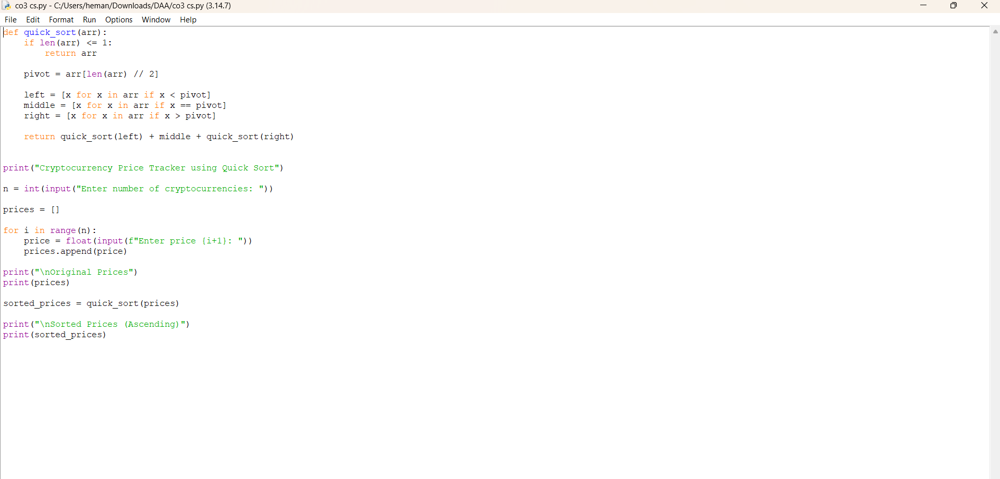 co3 cs.py - C:/Users/heman/Downloads/DAA/co3 cs.py (3.14.7)
File Edit Format Run Options Window Help
def quick_sort(arr):
    if len(arr) <= 1:
        return arr

    pivot = arr[len(arr) // 2]

    left = [x for x in arr if x < pivot]
    middle = [x for x in arr if x == pivot]
    right = [x for x in arr if x > pivot]

    return quick_sort(left) + middle + quick_sort(right)


print("Cryptocurrency Price Tracker using Quick Sort")

n = int(input("Enter number of cryptocurrencies: "))

prices = []

for i in range(n):
    price = float(input(f"Enter price {i+1}: "))
    prices.append(price)

print("\nOriginal Prices")
print(prices)

sorted_prices = quick_sort(prices)

print("\nSorted Prices (Ascending)")
print(sorted_prices)